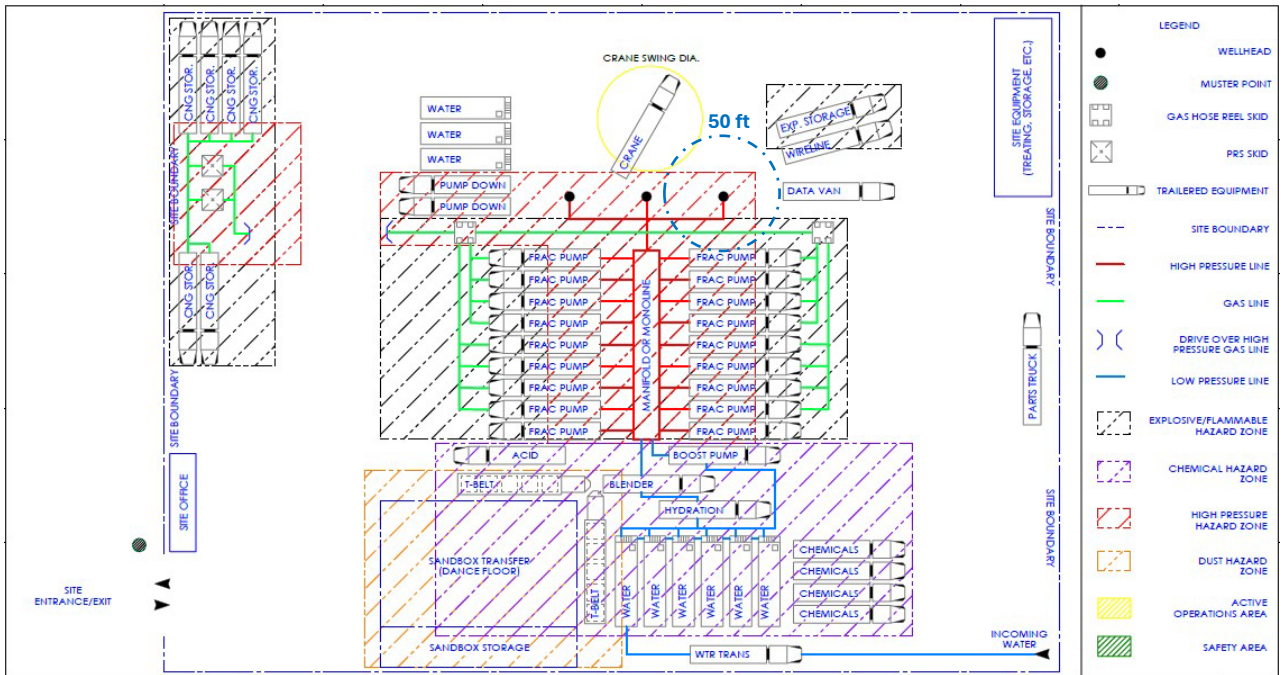 CRANE SWING DIA.
50 ft
CNG STOR.
CNG STOR.
CNG STOR.
CNG STOR.
WATER
WATER
WATER
CRANE
EXP. STORAGE
WIRELINE
SITE EQUIPMENT
(TREATING, STORAGE, ETC.)
SITE BOUNDARY
PUMP DOWN
PUMP DOWN
DATA VAN
SITE BOUNDARY
CNG STOR.
CNG STOR.
FRAC PUMP
FRAC PUMP
FRAC PUMP
FRAC PUMP
FRAC PUMP
FRAC PUMP
FRAC PUMP
FRAC PUMP
FRAC PUMP
MANIFOLD OR MONOLINE
FRAC PUMP
FRAC PUMP
FRAC PUMP
FRAC PUMP
FRAC PUMP
FRAC PUMP
FRAC PUMP
FRAC PUMP
FRAC PUMP
PARTS TRUCK
SITE BOUNDARY
ACID
BOOST PUMP
T-BELT
BLENDER
SITE OFFICE
HYDRATION
SITE BOUNDARY
SANDBOX TRANSFER
(DANCE FLOOR)
T-BELT
WATER
WATER
WATER
WATER
WATER
WATER
CHEMICALS
CHEMICALS
CHEMICALS
CHEMICALS
SITE
ENTRANCE/EXIT
SANDBOX STORAGE
WTR TRANS
INCOMING
WATER
LEGEND
WELLHEAD
MUSTER POINT
GAS HOSE REEL SKID
PRS SKID
TRAILERED EQUIPMENT
SITE BOUNDARY
HIGH PRESSURE LINE
GAS LINE
DRIVE OVER HIGH
PRESSURE GAS LINE
LOW PRESSURE LINE
EXPLOSIVE/FLAMMABLE
HAZARD ZONE
CHEMICAL HAZARD
ZONE
HIGH PRESSURE
HAZARD ZONE
DUST HAZARD
ZONE
ACTIVE
OPERATIONS AREA
SAFETY AREA